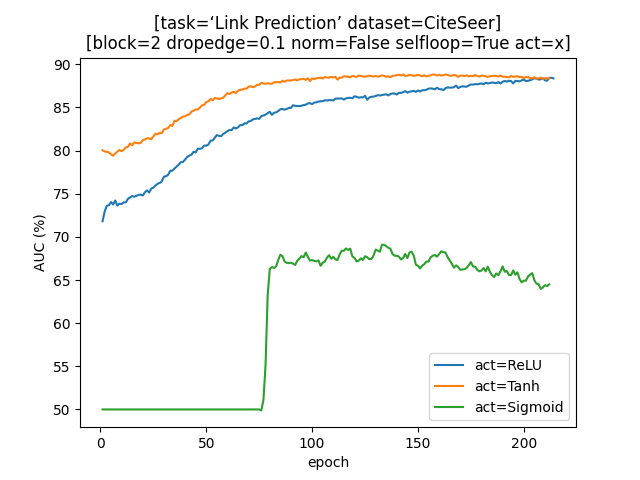 [task=‘Link Prediction’ dataset=CiteSeer]
[block=2 dropedge=0.1 norm=False selfloop=True act=x]
90
85
80
75
70
65
60
55
50
AUC (%)
act=ReLU
act=Tanh
act=Sigmoid
0 50 100 150 200
epoch